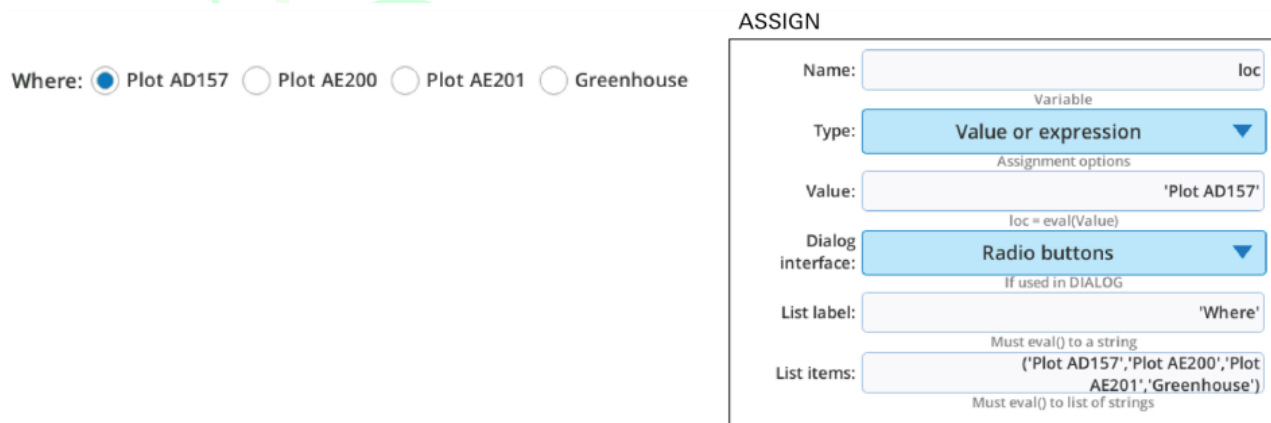 ASSIGN
Where: Plot AD157 Plot AE200 Plot AE201 Greenhouse
Name: loc
Variable
Type: Value or expression
Assignment options
Value: 'Plot AD157'
loc = eval(Value)
Dialog
interface: Radio buttons
If used in DIALOG
List label: 'Where'
Must eval() to a string
List items: ('Plot AD157','Plot AE200','Plot
AE201','Greenhouse')
Must eval() to list of strings